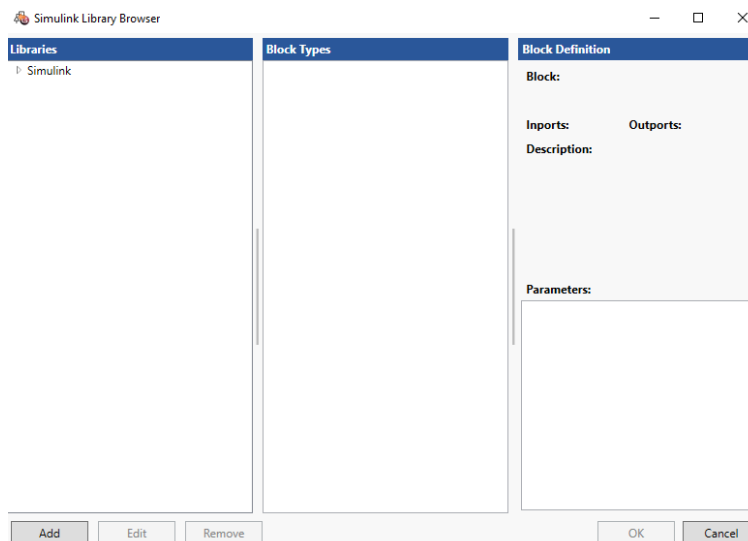 Simulink Library Browser
Libraries
Block Types
Block Definition
Simulink
Block:
Inports: Outports:
Description:
Parameters:
Add Edit Remove OK Cancel